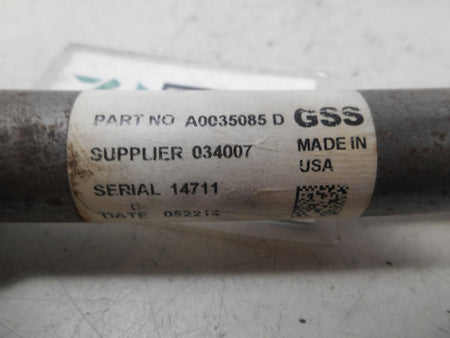 PART NO A0035085 D GSS
SUPPLIER 034007 MADE IN
USA
SERIAL 14711
()
DATE 052214